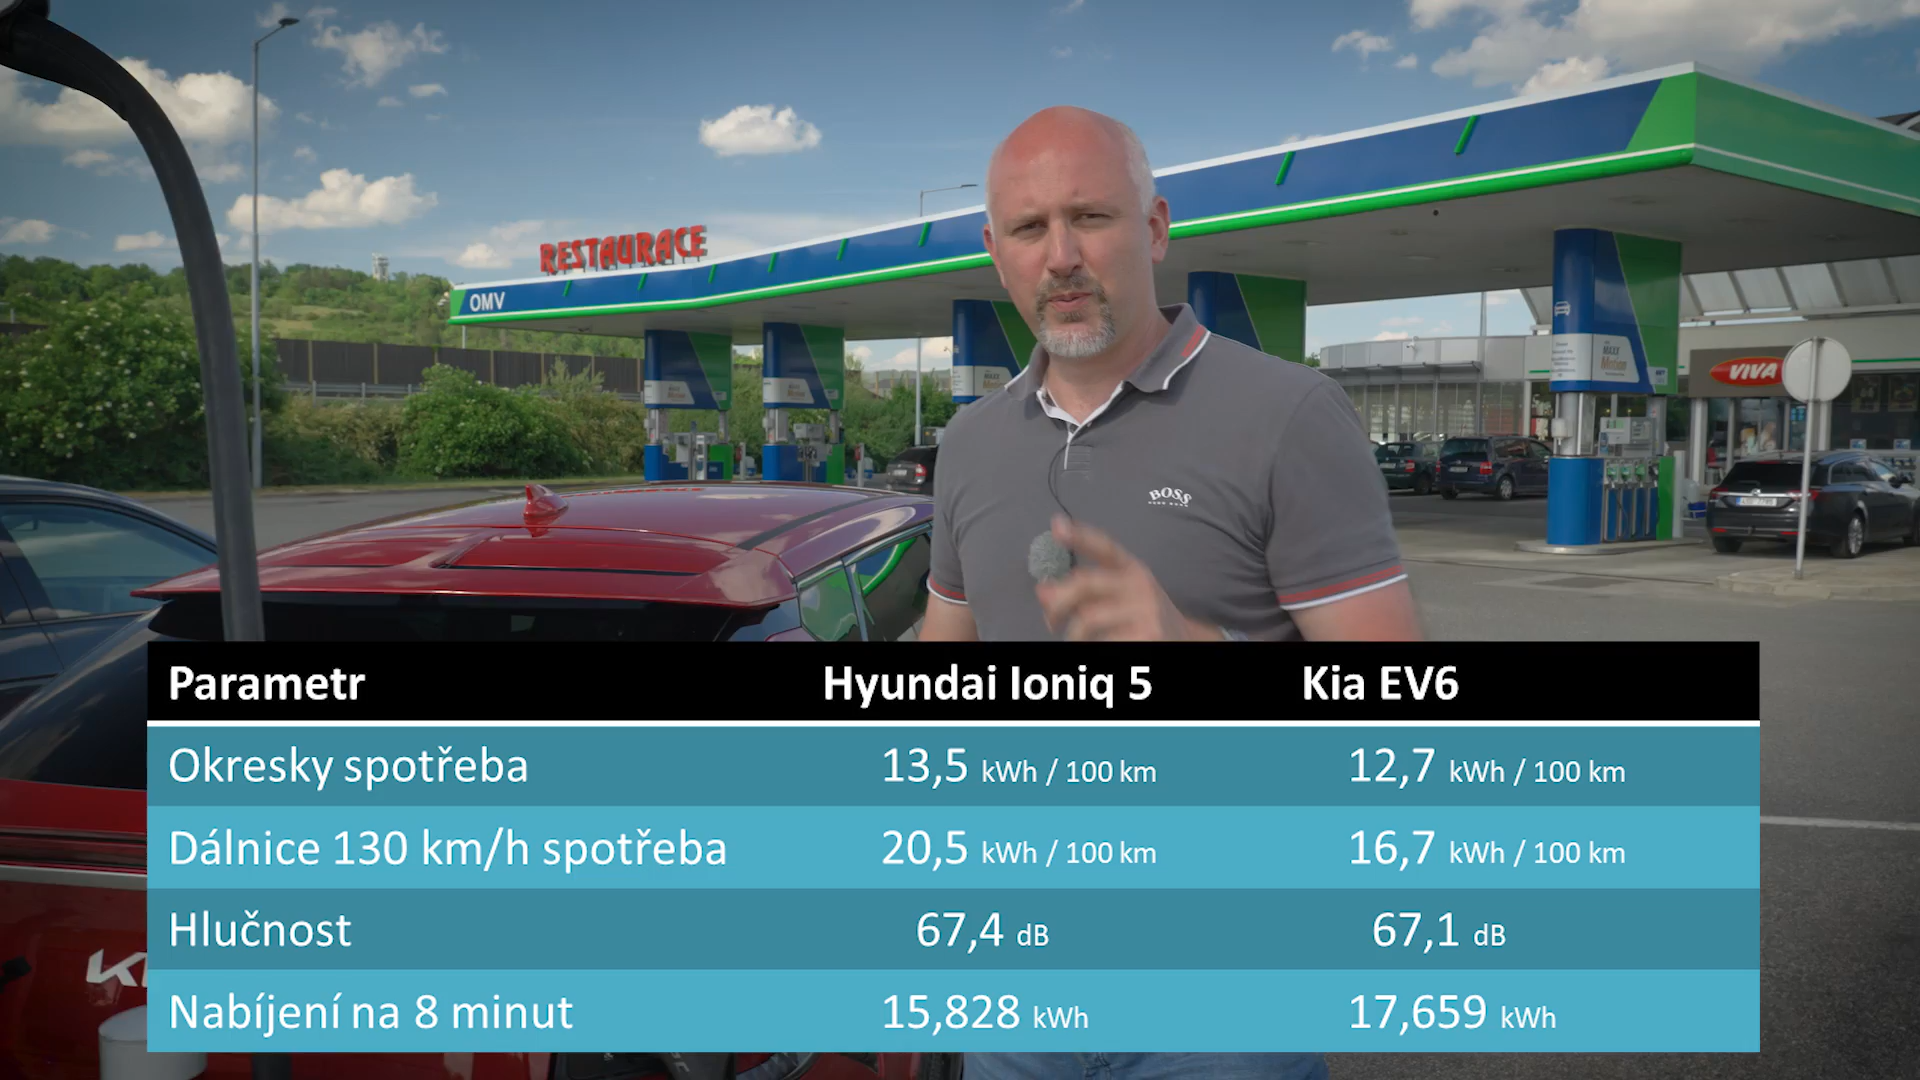 RESTAURACE
OMV
VIVA
MAXX
Motion
BOSS
Parametr Hyundai Ioniq 5 Kia EV6
Okresky spotřeba 13,5 kWh / 100 km 12,7 kWh / 100 km
Dálnice 130 km/h spotřeba 20,5 kWh / 100 km 16,7 kWh / 100 km
Hlučnost 67,4 dB 67,1 dB
Nabíjení na 8 minut 15,828 kWh 17,659 kWh